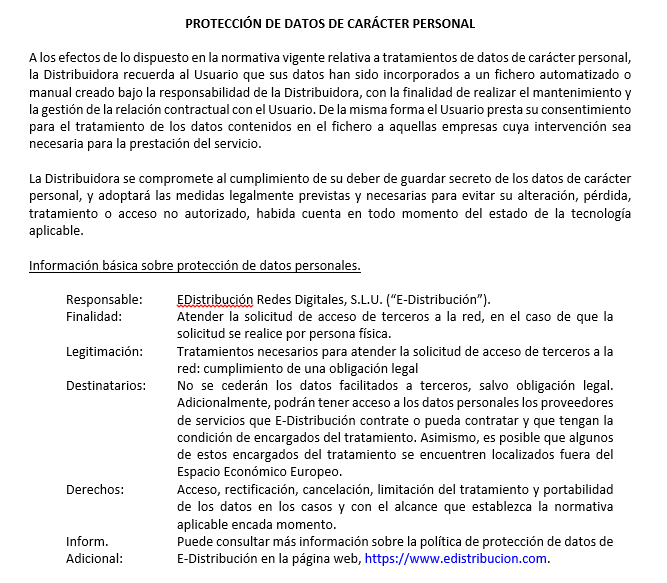 PROTECCIÓN DE DATOS DE CARÁCTER PERSONAL
A los efectos de lo dispuesto en la normativa vigente relativa a tratamientos de datos de carácter personal,
la Distribuidora recuerda al Usuario que sus datos han sido incorporados a un fichero automatizado o
manual creado bajo la responsabilidad de la Distribuidora, con la finalidad de realizar el mantenimiento y
la gestión de la relación contractual con el Usuario. De la misma forma el Usuario presta su consentimiento
para el tratamiento de los datos contenidos en el fichero a aquellas empresas cuya intervención sea
necesaria para la prestación del servicio.
La Distribuidora se compromete al cumplimiento de su deber de guardar secreto de los datos de carácter
personal, y adoptará las medidas legalmente previstas y necesarias para evitar su alteración, pérdida,
tratamiento o acceso no autorizado, habida cuenta en todo momento del estado de la tecnología
aplicable.
Información básica sobre protección de datos personales.
Responsable: EDistribución Redes Digitales, S.L.U. (“E-Distribución”).
Finalidad: Atender la solicitud de acceso de terceros a la red, en el caso de que la
solicitud se realice por persona física.
Legitimación: Tratamientos necesarios para atender la solicitud de acceso de terceros a la
red: cumplimiento de una obligación legal
Destinatarios: No se cederán los datos facilitados a terceros, salvo obligación legal.
Adicionalmente, podrán tener acceso a los datos personales los proveedores
de servicios que E-Distribución contrate o pueda contratar y que tengan la
condición de encargados del tratamiento. Asimismo, es posible que algunos
de estos encargados del tratamiento se encuentren localizados fuera del
Espacio Económico Europeo.
Derechos: Acceso, rectificación, cancelación, limitación del tratamiento y portabilidad
de los datos en los casos y con el alcance que establezca la normativa
aplicable encada momento.
Inform. Puede consultar más información sobre la política de protección de datos de
Adicional: E-Distribución en la página web, https://www.edistribucion.com.